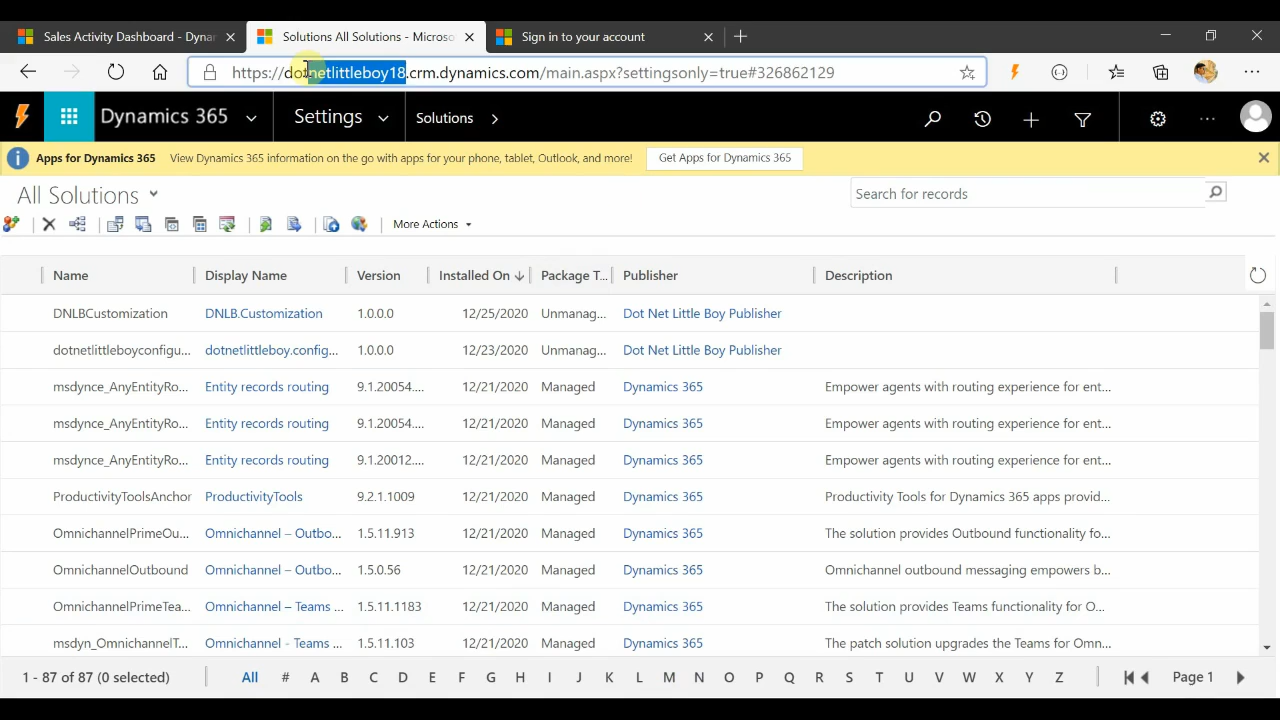 Sales Activity Dashboard - Dyna
Solutions All Solutions - Microso
Sign in to your account
https://dotnetlittleboy18.crm.dynamics.com/main.aspx?settingsonly=true#326862129
Dynamics 365 Settings Solutions
Apps for Dynamics 365 View Dynamics 365 information on the go with apps for your phone, tablet, Outlook, and more! Get Apps for Dynamics 365
All Solutions Search for records
More Actions
Name Display Name Version Installed On Package T... Publisher Description
DNLBCustomization DNLB.Customization 1.0.0.0 12/25/2020 Unmanag... Dot Net Little Boy Publisher
dotnetlittleboyconfigu... dotnetlittleboy.config... 1.0.0.0 12/23/2020 Unmanag... Dot Net Little Boy Publisher
msdynce_AnyEntityRo... Entity records routing 9.1.20054.... 12/21/2020 Managed Dynamics 365 Empower agents with routing experience for ent...
msdynce_AnyEntityRo... Entity records routing 9.1.20054.... 12/21/2020 Managed Dynamics 365 Empower agents with routing experience for ent...
msdynce_AnyEntityRo... Entity records routing 9.1.20012.... 12/21/2020 Managed Dynamics 365 Empower agents with routing experience for ent...
ProductivityToolsAnchor ProductivityTools 9.2.1.1009 12/21/2020 Managed Dynamics 365 Productivity Tools for Dynamics 365 apps provid...
OmnichannelPrimeOu... Omnichannel – Outbo... 1.5.11.913 12/21/2020 Managed Dynamics 365 The solution provides Outbound functionality fo...
OmnichannelOutbound Omnichannel – Outbo... 1.5.0.56 12/21/2020 Managed Dynamics 365 Omnichannel outbound messaging empowers b...
OmnichannelPrimeTea... Omnichannel – Teams ... 1.5.11.1183 12/21/2020 Managed Dynamics 365 The solution provides Teams functionality for O...
msdyn_OmnichannelT... Omnichannel - Teams ... 1.5.11.103 12/21/2020 Managed Dynamics 365 The patch solution upgrades the Teams for Omn...
1 - 87 of 87 (0 selected) All # A B C D E F G H I J K L M N O P Q R S T U V W X Y Z Page 1